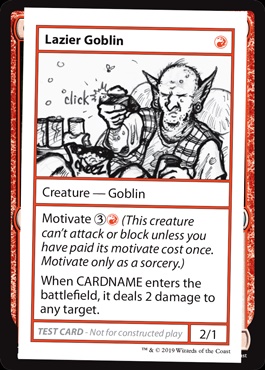 Lazier Goblin
click
Creature — Goblin
Motivate 3 (This creature
can't attack or block unless you
have paid its motivate cost once.
Motivate only as a sorcery.)
When CARDNAME enters the
battlefield, it deals 2 damage to
any target.
TEST CARD - Not for constructed play
2/1
™ & © 2019 Wizards of the Coast